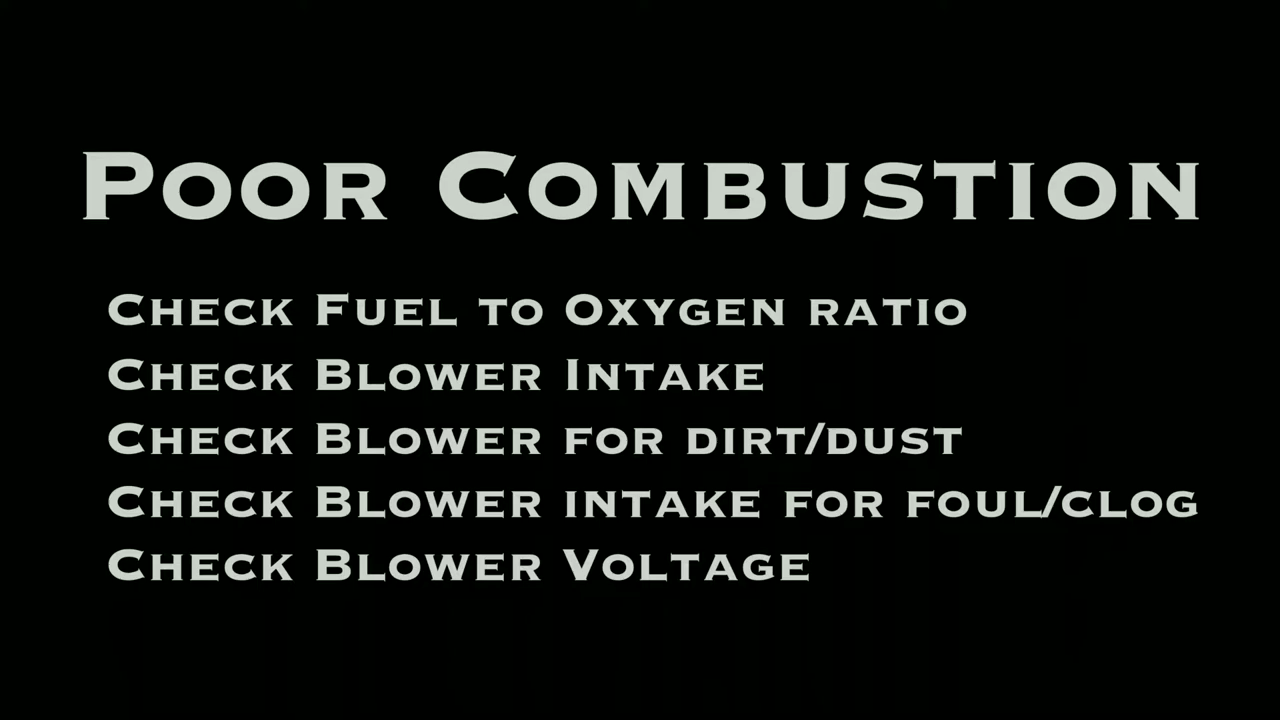 Poor Combustion
Check Fuel to Oxygen ratio
Check Blower Intake
Check Blower for dirt/dust
Check Blower intake for foul/clog
Check Blower Voltage